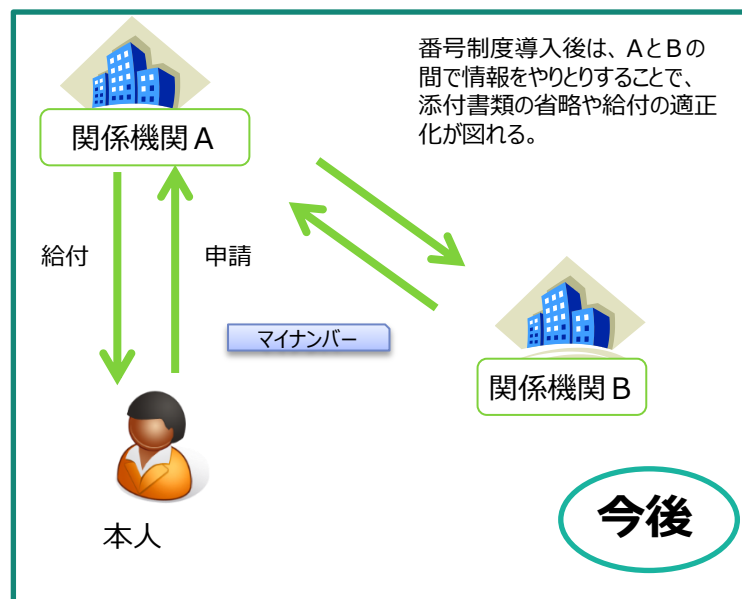 番号制度導入後は、AとBの
間で情報をやりとりすることで、
添付書類の省略や給付の適正
化が図れる。
関係機関A
給付
申請
マイナンバー
関係機関B
本人
今後